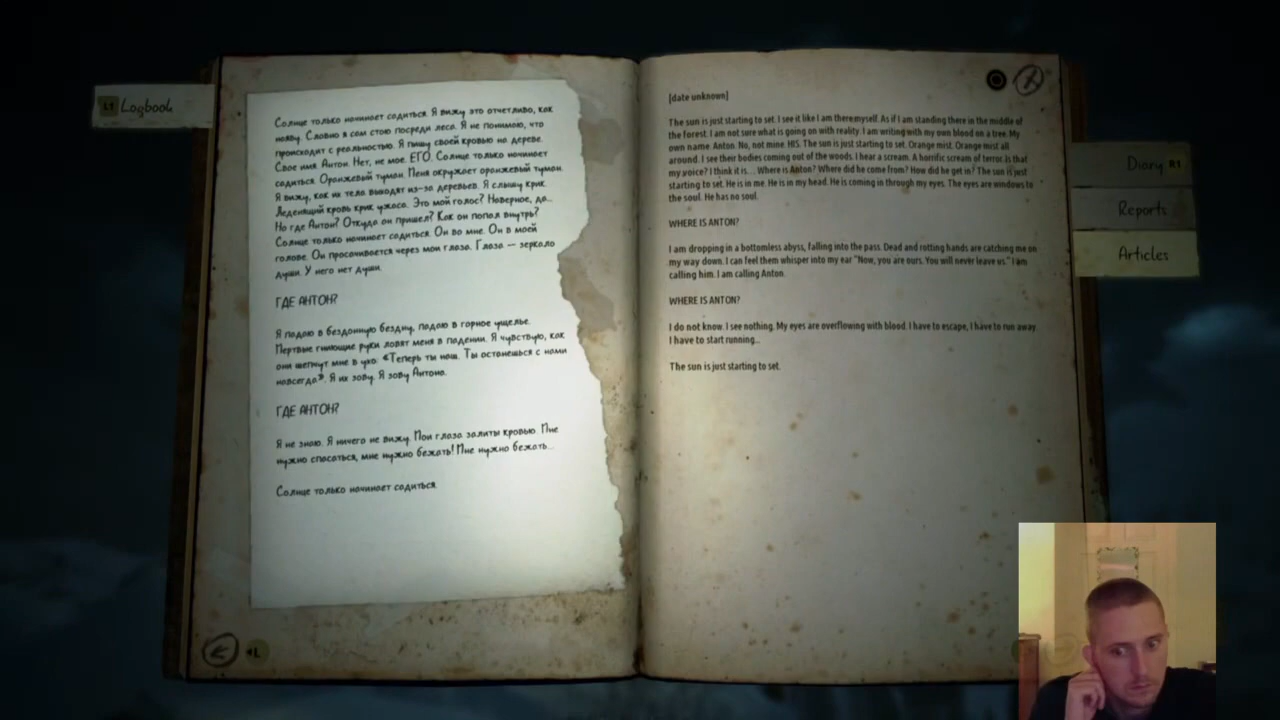 L1 Logbook
Солнце только начинает садиться. Я вижу это отчетливо, как
наяву. Словно я сам стою посреди леса. Я не понимаю, что
происходит с реальностью. Я пишу своей кровью на дереве.
Свое имя. Антон. Нет, не мое. ЕГО. Солнце только начинает
садиться. Оранжевый туман. Меня окружает оранжевый туман.
Я вижу, как их тела выходят из-за деревьев. Я слышу крик.
Леденящий кровь крик ужаса. Это мой голос? Наверное, да...
Но где Антон? Откуда он пришел? Как он попал внутрь?
Солнце только начинает садиться. Он во мне. Он в моей
голове. Он просачивается через мои глаза. Глаза — зеркало
души. У него нет души.
ГДЕ АНТОН?
Я падаю в бездонную бездну, падаю в горное ущелье.
Мертвые гниющие руки ловят меня в падении. Я чувствую, как
они шепчут мне в ухо: «Теперь ты наш. Ты останешься с нами
навсегда». Я их зову. Я зову Антона.
ГДЕ АНТОН?
Я не знаю. Я ничего не вижу. Мои глаза залиты кровью. Мне
нужно спасаться, мне нужно бежать! Мне нужно бежать...
Солнце только начинает садиться.
L
[date unknown]
The sun is just starting to set. I see it like I am there myself. As if I am standing there in the middle of
the forest. I am not sure what is going on with reality. I am writing with my own blood on a tree. My
own name. Anton. No, not mine. HIS. The sun is just starting to set. Orange mist. Orange mist all
around. I see their bodies coming out of the woods. I hear a scream. A horrific scream of terror. Is that
my voice? I think it is... Where is Anton? Where did he come from? How did he get in? The sun is just
starting to set. He is in me. He is in my head. He is coming in through my eyes. The eyes are windows to
the soul. He has no soul.
WHERE IS ANTON?
I am dropping in a bottomless abyss, falling into the pass. Dead and rotting hands are catching me on
my way down. I can feel them whisper into my ear "Now, you are ours. You will never leave us." I am
calling him. I am calling Anton.
WHERE IS ANTON?
I do not know. I see nothing. My eyes are overflowing with blood. I have to escape, I have to run away
I have to start running...
The sun is just starting to set.
Diary R1
Reports
Articles